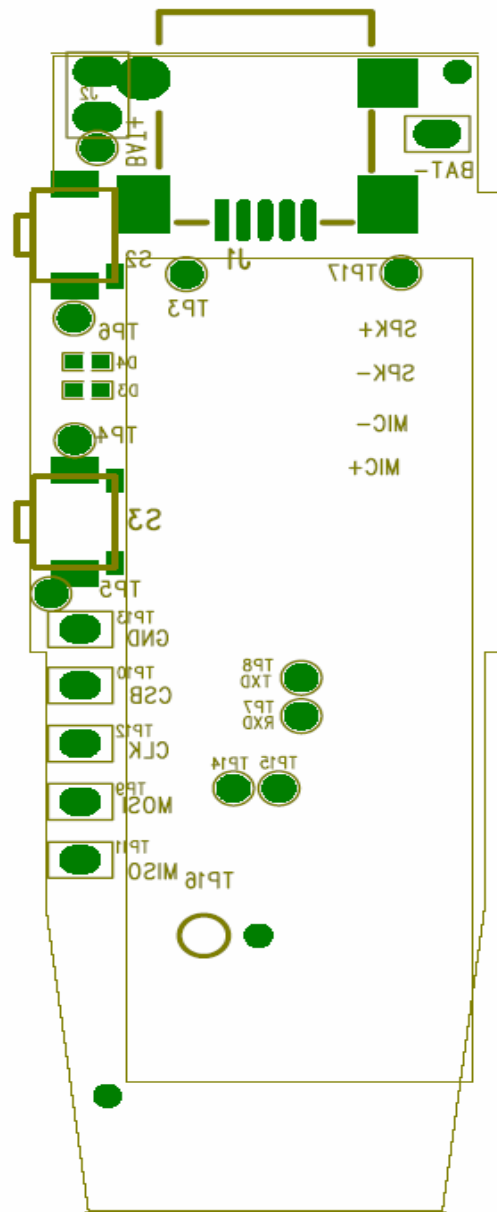 J2
BAT+
BAT-
S2
J1
TP3
TP17
TP6
SPK+
D4
SPK-
D3
TP4
MIC-
MIC+
S3
TP5
TP13
GND
TP10
CSB
TP8
TXD
TP7
RXD
TP12
CLK
TP14
TP15
TP9
MOSI
TP11
MISO
TP16